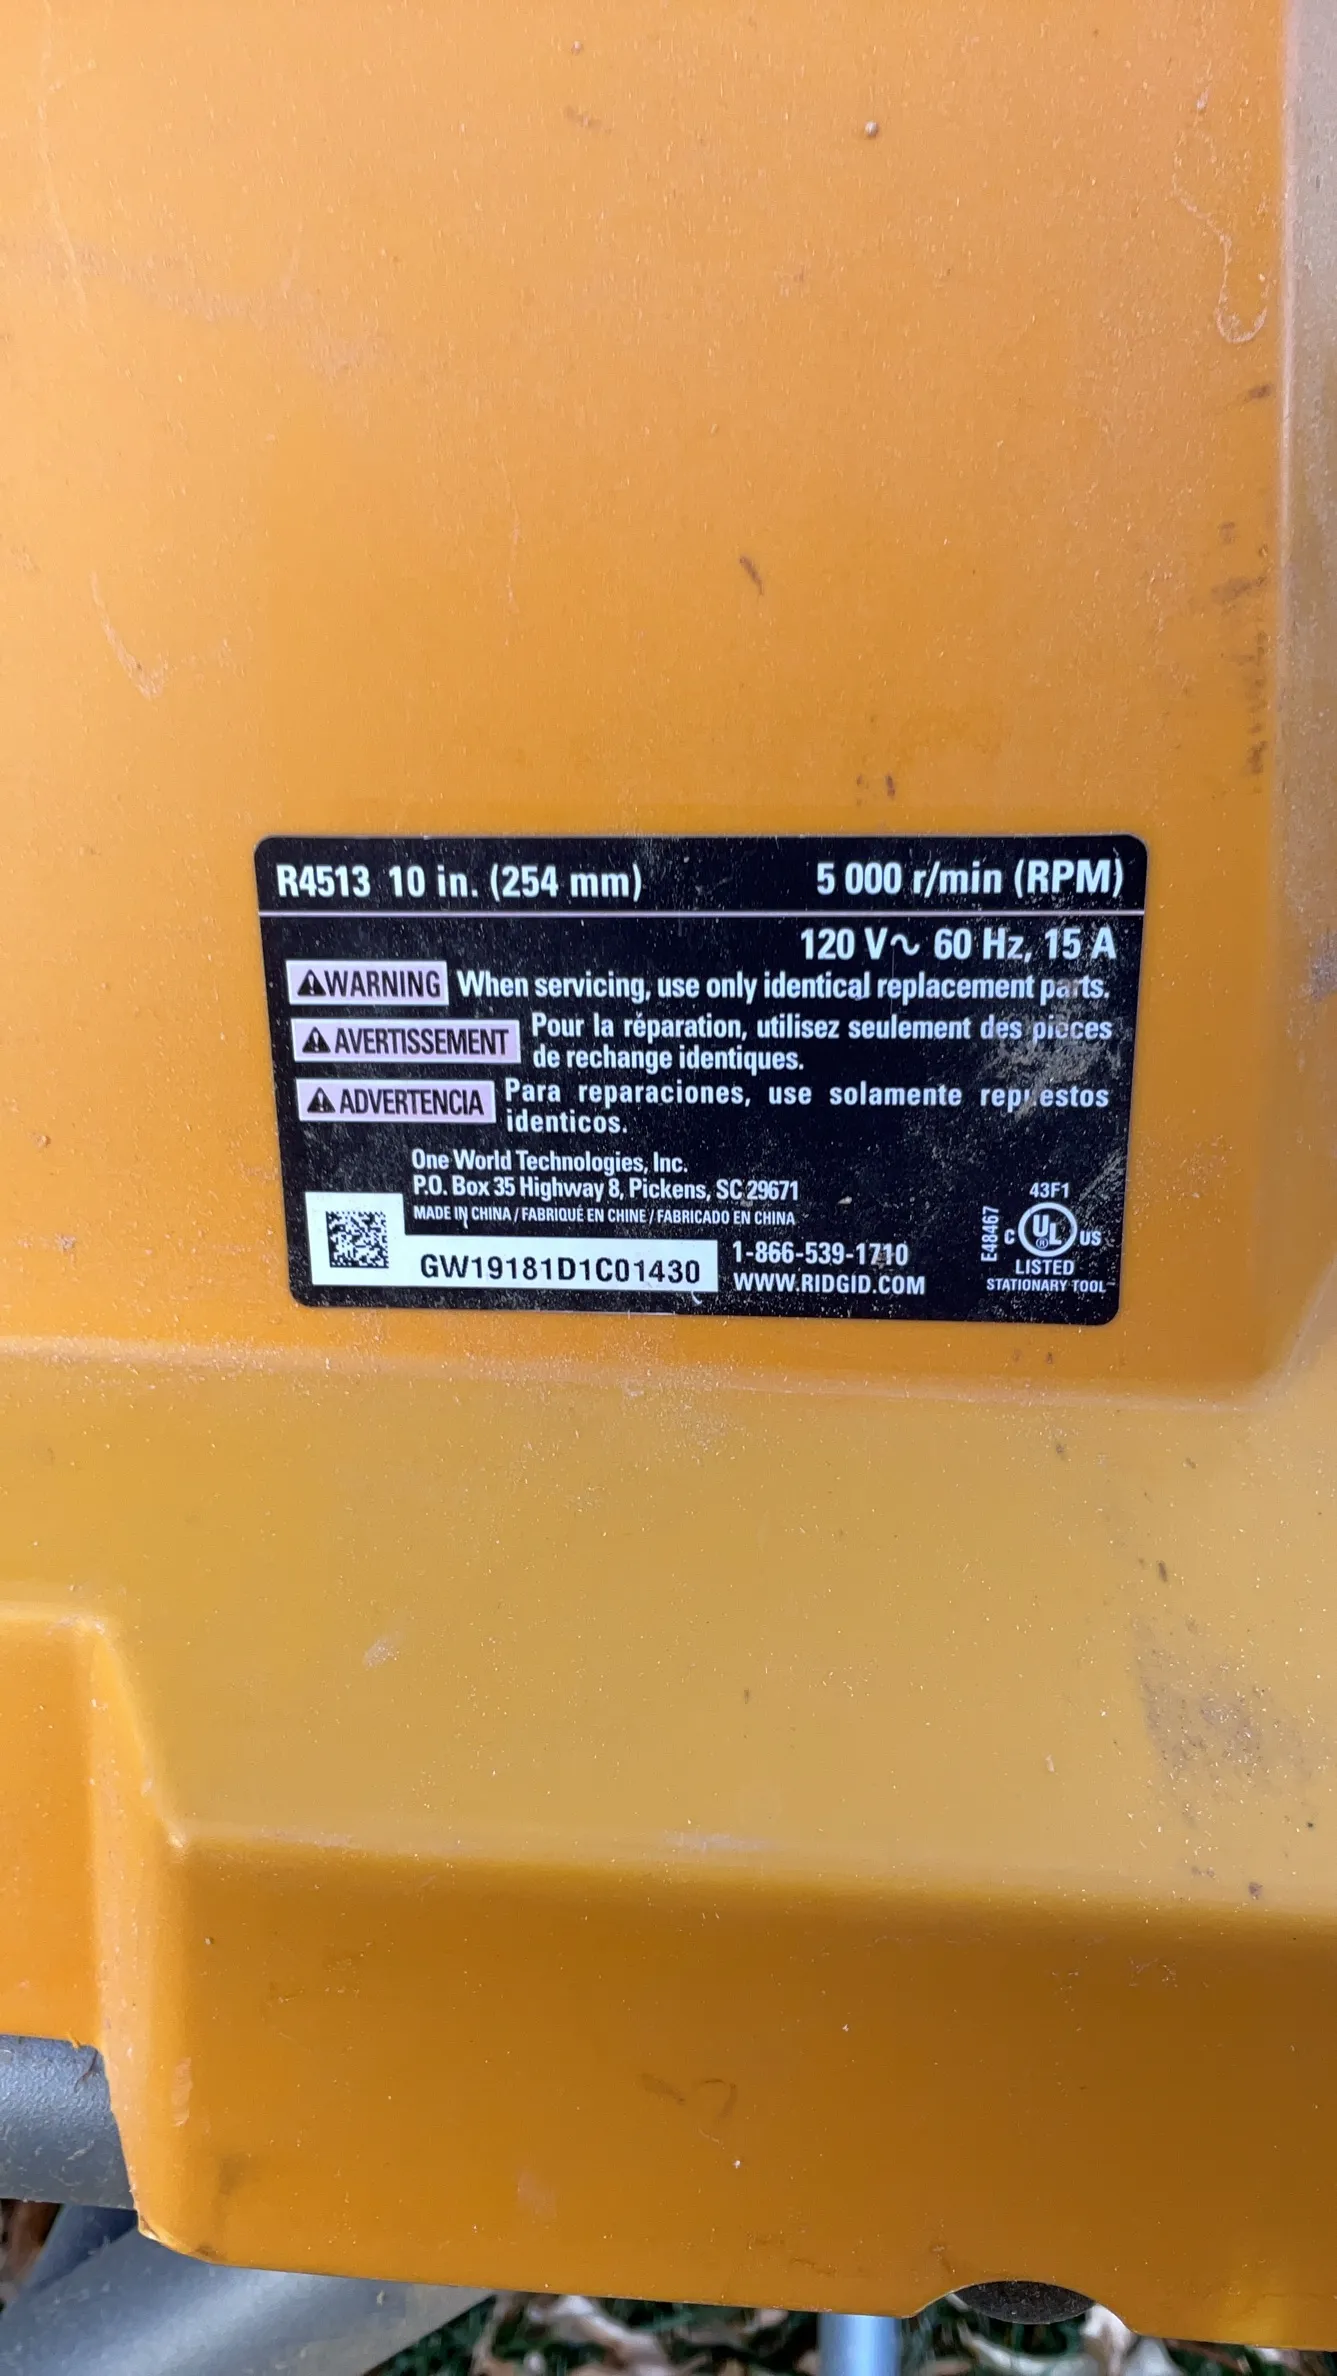 R4513 10 in. (254 mm) 5 000 r/min (RPM)
120 V~ 60 Hz, 15 A
WARNING When servicing, use only identical replacement parts.
AVERTISSEMENT Pour la réparation, utilisez seulement des pièces
de rechange identiques.
ADVERTENCIA Para reparaciones, use solamente repuestos
identicos.
One World Technologies, Inc.
P.O. Box 35 Highway 8, Pickens, SC 29671
MADE IN CHINA / FABRIQUÉ EN CHINE / FABRICADO EN CHINA
GW19181D1C01430
1-866-539-1710
WWW.RIDGID.COM
E48467
43F1
C UL® US
LISTED
STATIONARY TOOL